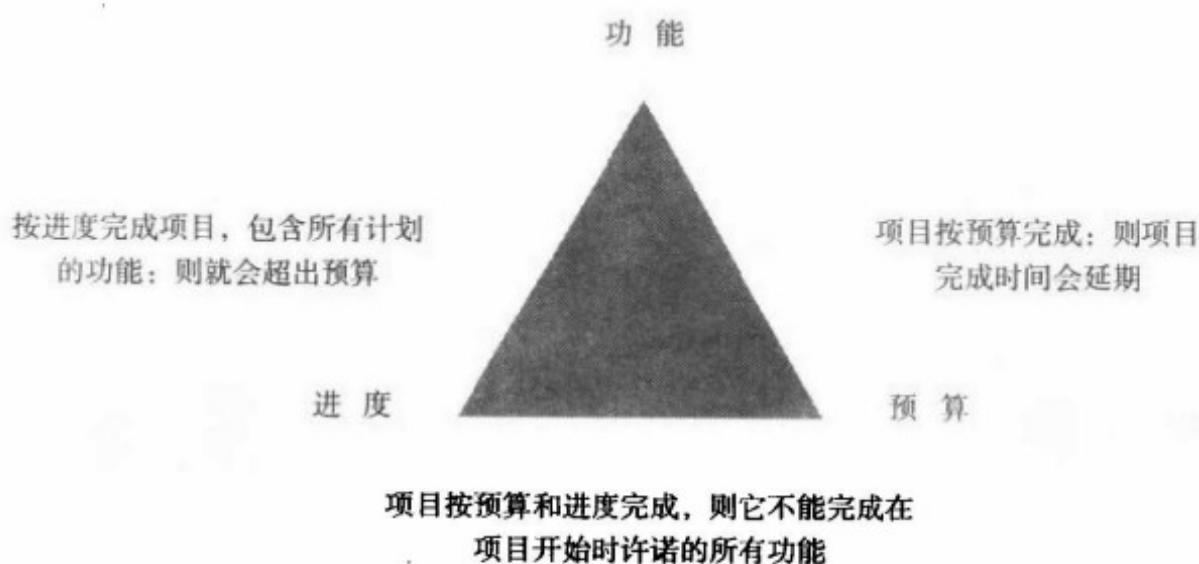 功 能
按进度完成项目，包含所有计划
的功能：则就会超出预算
项目按预算完成：则项目
完成时间会延期
进 度
预 算
项目按预算和进度完成，则它不能完成在
项目开始时许诺的所有功能